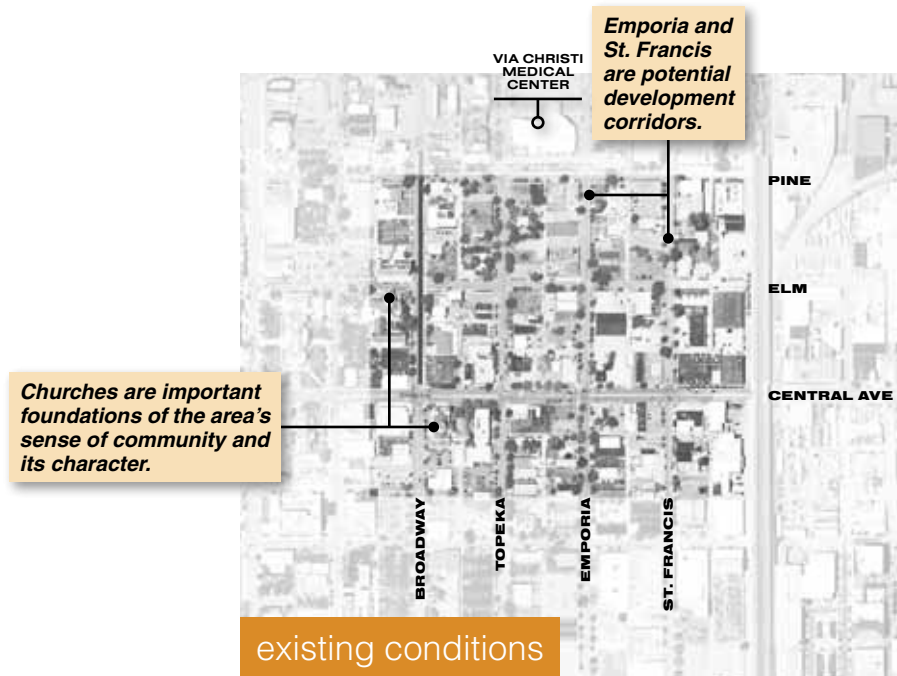 Emporia and
St. Francis
are potential
development
corridors.
VIA CHRISTI
MEDICAL
CENTER
PINE
ELM
CENTRAL AVE
Churches are important
foundations of the area's
sense of community and
its character.
BROADWAY
TOPEKA
EMPORIA
ST. FRANCIS
existing conditions